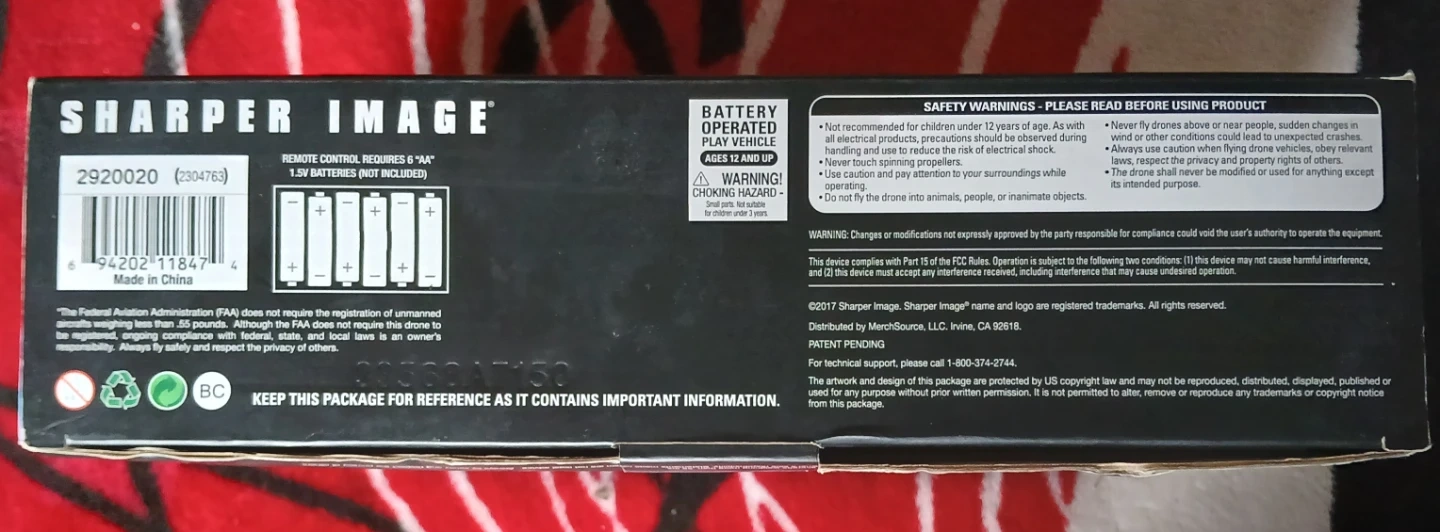 SHARPER IMAGE®
2920020 (2304763)
6 94202 11847 4
Made in China
REMOTE CONTROL REQUIRES 6 "AA"
1.5V BATTERIES (NOT INCLUDED)
*The Federal Aviation Administration (FAA) does not require the registration of unmanned
aircrafts weighing less than .55 pounds. Although the FAA does not require this drone to
be registered, ongoing compliance with federal, state, and local laws is an owner's
responsibility. Always fly safely and respect the privacy of others.
BC
KEEP THIS PACKAGE FOR REFERENCE AS IT CONTAINS IMPORTANT INFORMATION.
BATTERY
OPERATED
PLAY VEHICLE
AGES 12 AND UP
WARNING!
CHOKING HAZARD -
Small parts. Not suitable
for children under 3 years.
SAFETY WARNINGS - PLEASE READ BEFORE USING PRODUCT
• Not recommended for children under 12 years of age. As with
all electrical products, precautions should be observed during
handling and use to reduce the risk of electrical shock.
• Never touch spinning propellers.
• Use caution and pay attention to your surroundings while
operating.
• Do not fly the drone into animals, people, or inanimate objects.
• Never fly drones above or near people, sudden changes in
wind or other conditions could lead to unexpected crashes.
• Always use caution when flying drone vehicles, obey relevant
laws, respect the privacy and property rights of others.
• The drone shall never be modified or used for anything except
its intended purpose.
WARNING: Changes or modifications not expressly approved by the party responsible for compliance could void the user's authority to operate the equipment.
This device complies with Part 15 of the FCC Rules. Operation is subject to the following two conditions: (1) this device may not cause harmful interference,
and (2) this device must accept any interference received, including interference that may cause undesired operation.
©2017 Sharper Image. Sharper Image® name and logo are registered trademarks. All rights reserved.
Distributed by MerchSource, LLC. Irvine, CA 92618.
PATENT PENDING
For technical support, please call 1-800-374-2744.
The artwork and design of this package are protected by US copyright law and may not be reproduced, distributed, displayed, published or
used for any purpose without prior written permission. It is not permitted to alter, remove or reproduce any trademarks or copyright notice
from this package.